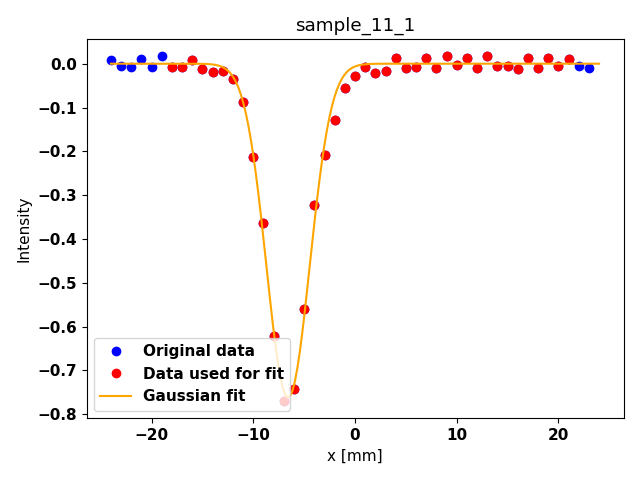 sample_11_1
0.0
−0.1
−0.2
−0.3
−0.4
−0.5
−0.6
−0.7
−0.8
Intensity
Original data
Data used for fit
Gaussian fit
−20
−10
0
10
20
x [mm]